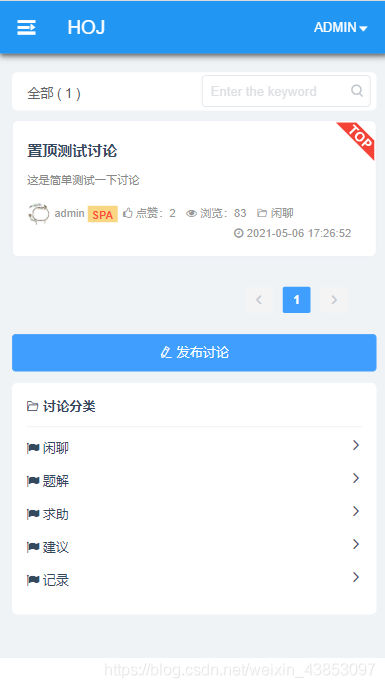 HOJ ADMIN
全部 ( 1 ) Enter the keyword
TOP
置顶测试讨论
这是简单测试一下讨论
admin SPA 点赞：2 浏览：83 闲聊
2021-05-06 17:26:52
1
发布讨论
讨论分类
闲聊
题解
求助
建议
记录
https://blog.csdn.net/weixin_43853097